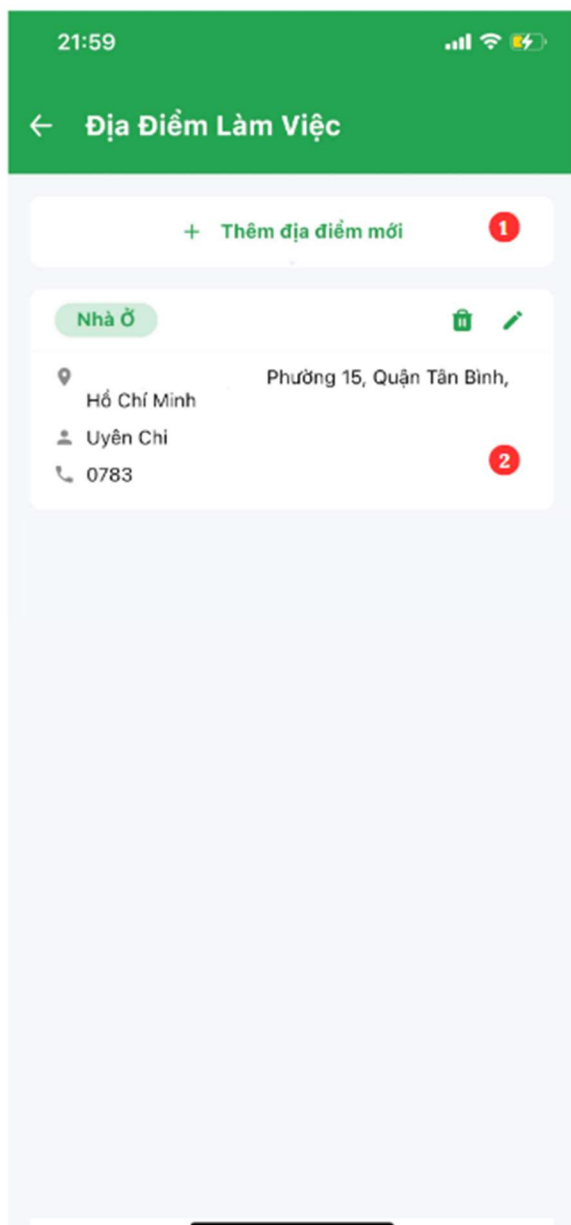 21:59
Địa Điểm Làm Việc
+ Thêm địa điểm mới
1
Nhà Ở
Phường 15, Quận Tân Bình,
Hồ Chí Minh
Uyên Chi
2
0783